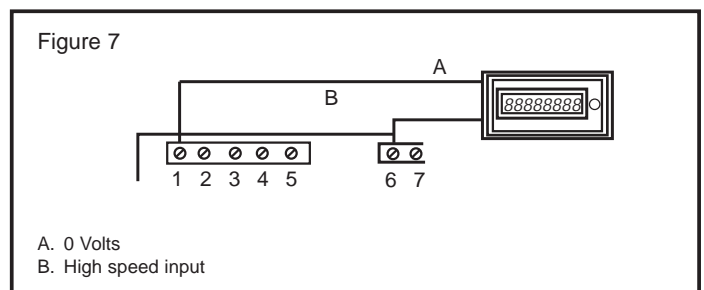 Figure 7
A
B
88888888
1 2 3 4 5
6 7
A. 0 Volts
B. High speed input